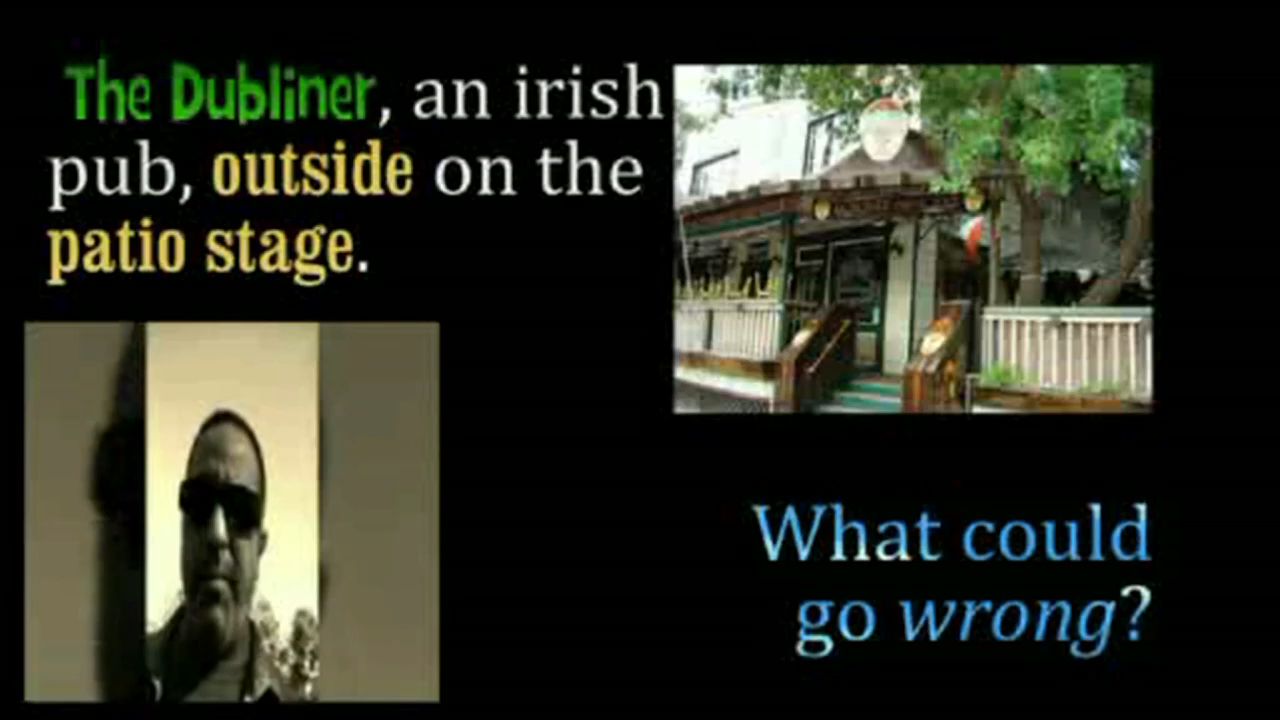 The Dubliner, an irish
pub, outside on the
patio stage.
What could
go wrong?